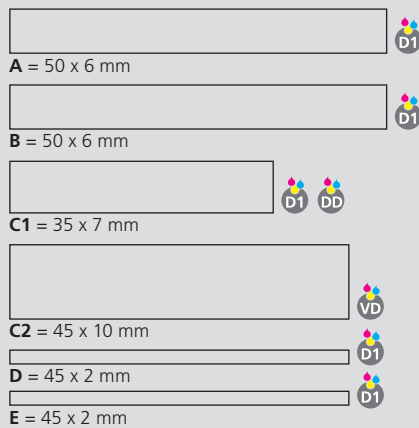 D1
A = 50 x 6 mm
D1
B = 50 x 6 mm
D1 DD
C1 = 35 x 7 mm
VD
C2 = 45 x 10 mm
D1
D = 45 x 2 mm
D1
E = 45 x 2 mm